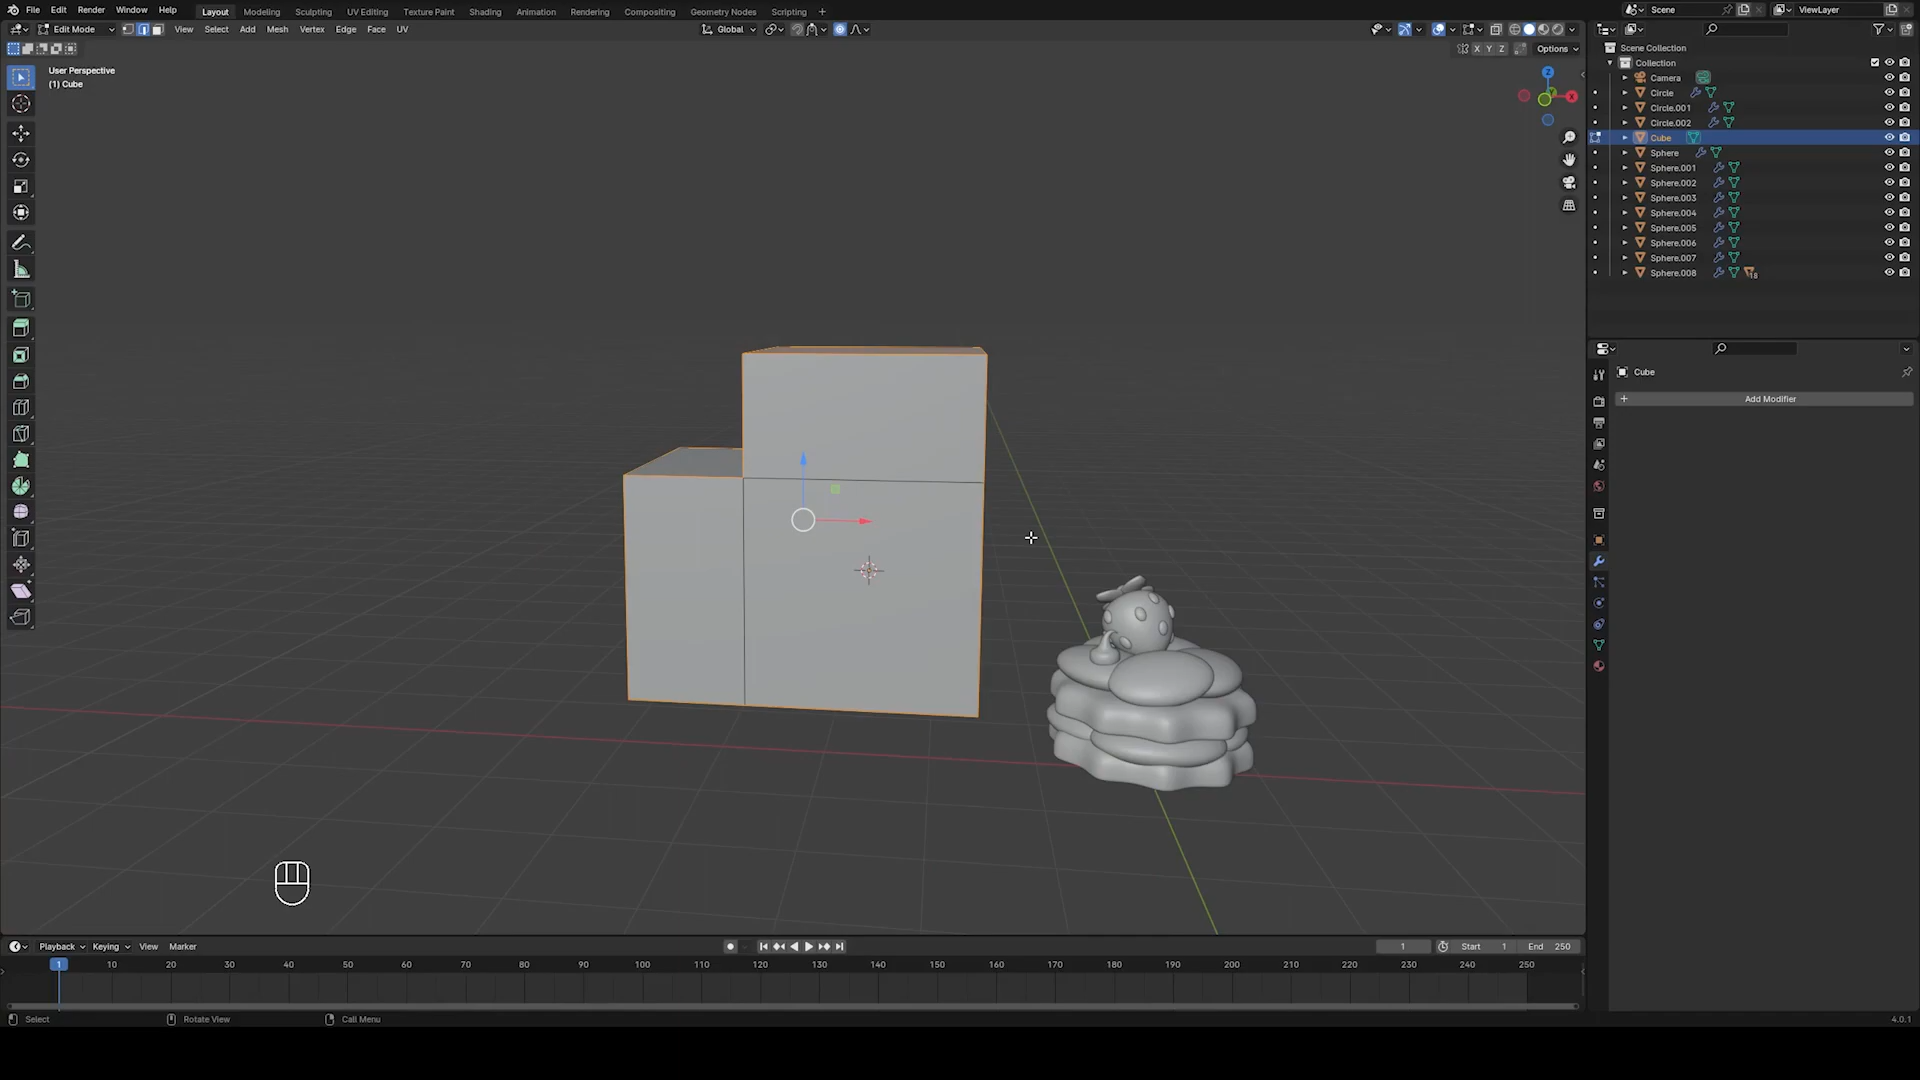 File Edit Render Window Help Layout Modeling Sculpting UV Editing Texture Paint Shading Animation Rendering Compositing Geometry Nodes Scripting + Scene ViewLayer
Edit Mode View Select Add Mesh Vertex Edge Face UV Global
X Y Z Options
User Perspective
(1) Cube
Z
X
Scene Collection
Collection
Camera
Circle
Circle.001
Circle.002
Cube
Sphere
Sphere.001
Sphere.002
Sphere.003
Sphere.004
Sphere.005
Sphere.006
Sphere.007
Sphere.008 18
Cube
+ Add Modifier
Playback Keying View Marker 1 Start 1 End 250
1 10 20 30 40 50 60 70 80 90 100 110 120 130 140 150 160 170 180 190 200 210 220 230 240 250
Select Rotate View Call Menu 4.0.1